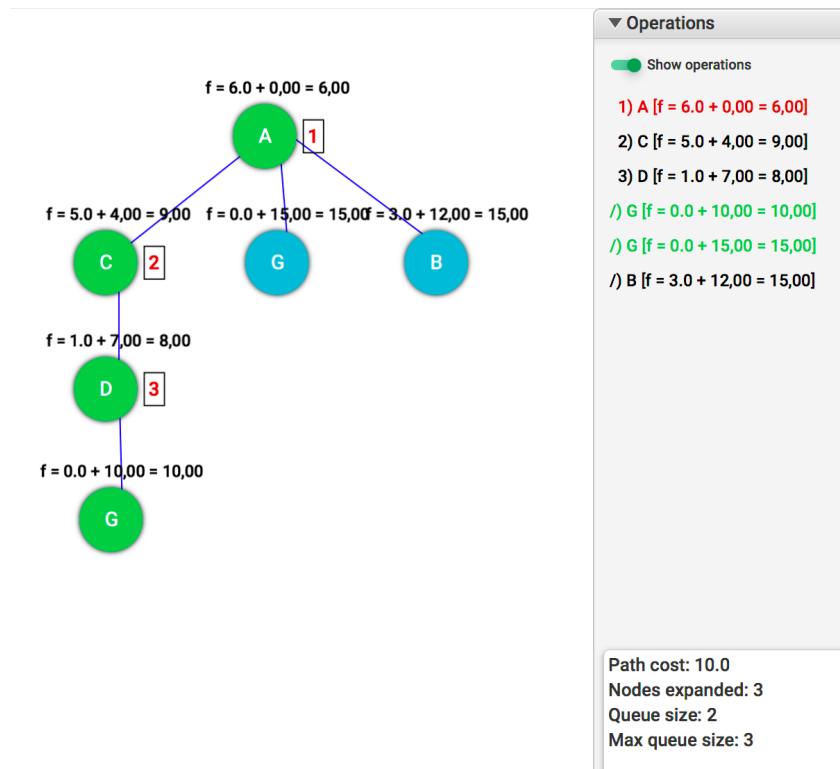 Operations
Show operations
1) A [f = 6.0 + 0,00 = 6,00]
2) C [f = 5.0 + 4,00 = 9,00]
3) D [f = 1.0 + 7,00 = 8,00]
/) G [f = 0.0 + 10,00 = 10,00]
/) G [f = 0.0 + 15,00 = 15,00]
/) B [f = 3.0 + 12,00 = 15,00]
f = 6.0 + 0,00 = 6,00
A 1
f = 5.0 + 4,00 = 9,00 f = 0.0 + 15,00 = 15,00 f = 3.0 + 12,00 = 15,00
C 2 G B
f = 1.0 + 7,00 = 8,00
D 3
f = 0.0 + 10,00 = 10,00
G
Path cost: 10.0
Nodes expanded: 3
Queue size: 2
Max queue size: 3